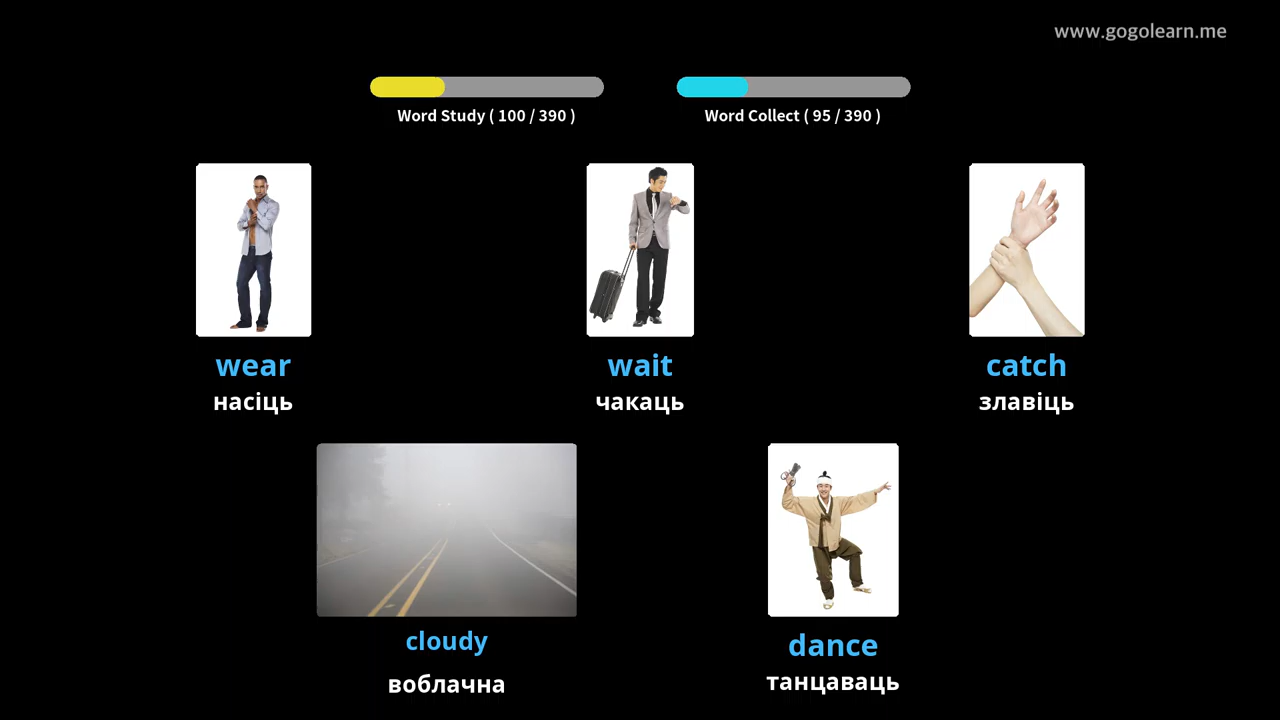 www.gogolearn.me
Word Study ( 100 / 390 )
Word Collect ( 95 / 390 )
wear
насіць
wait
чакаць
catch
злавіць
cloudy
воблачна
dance
танцаваць